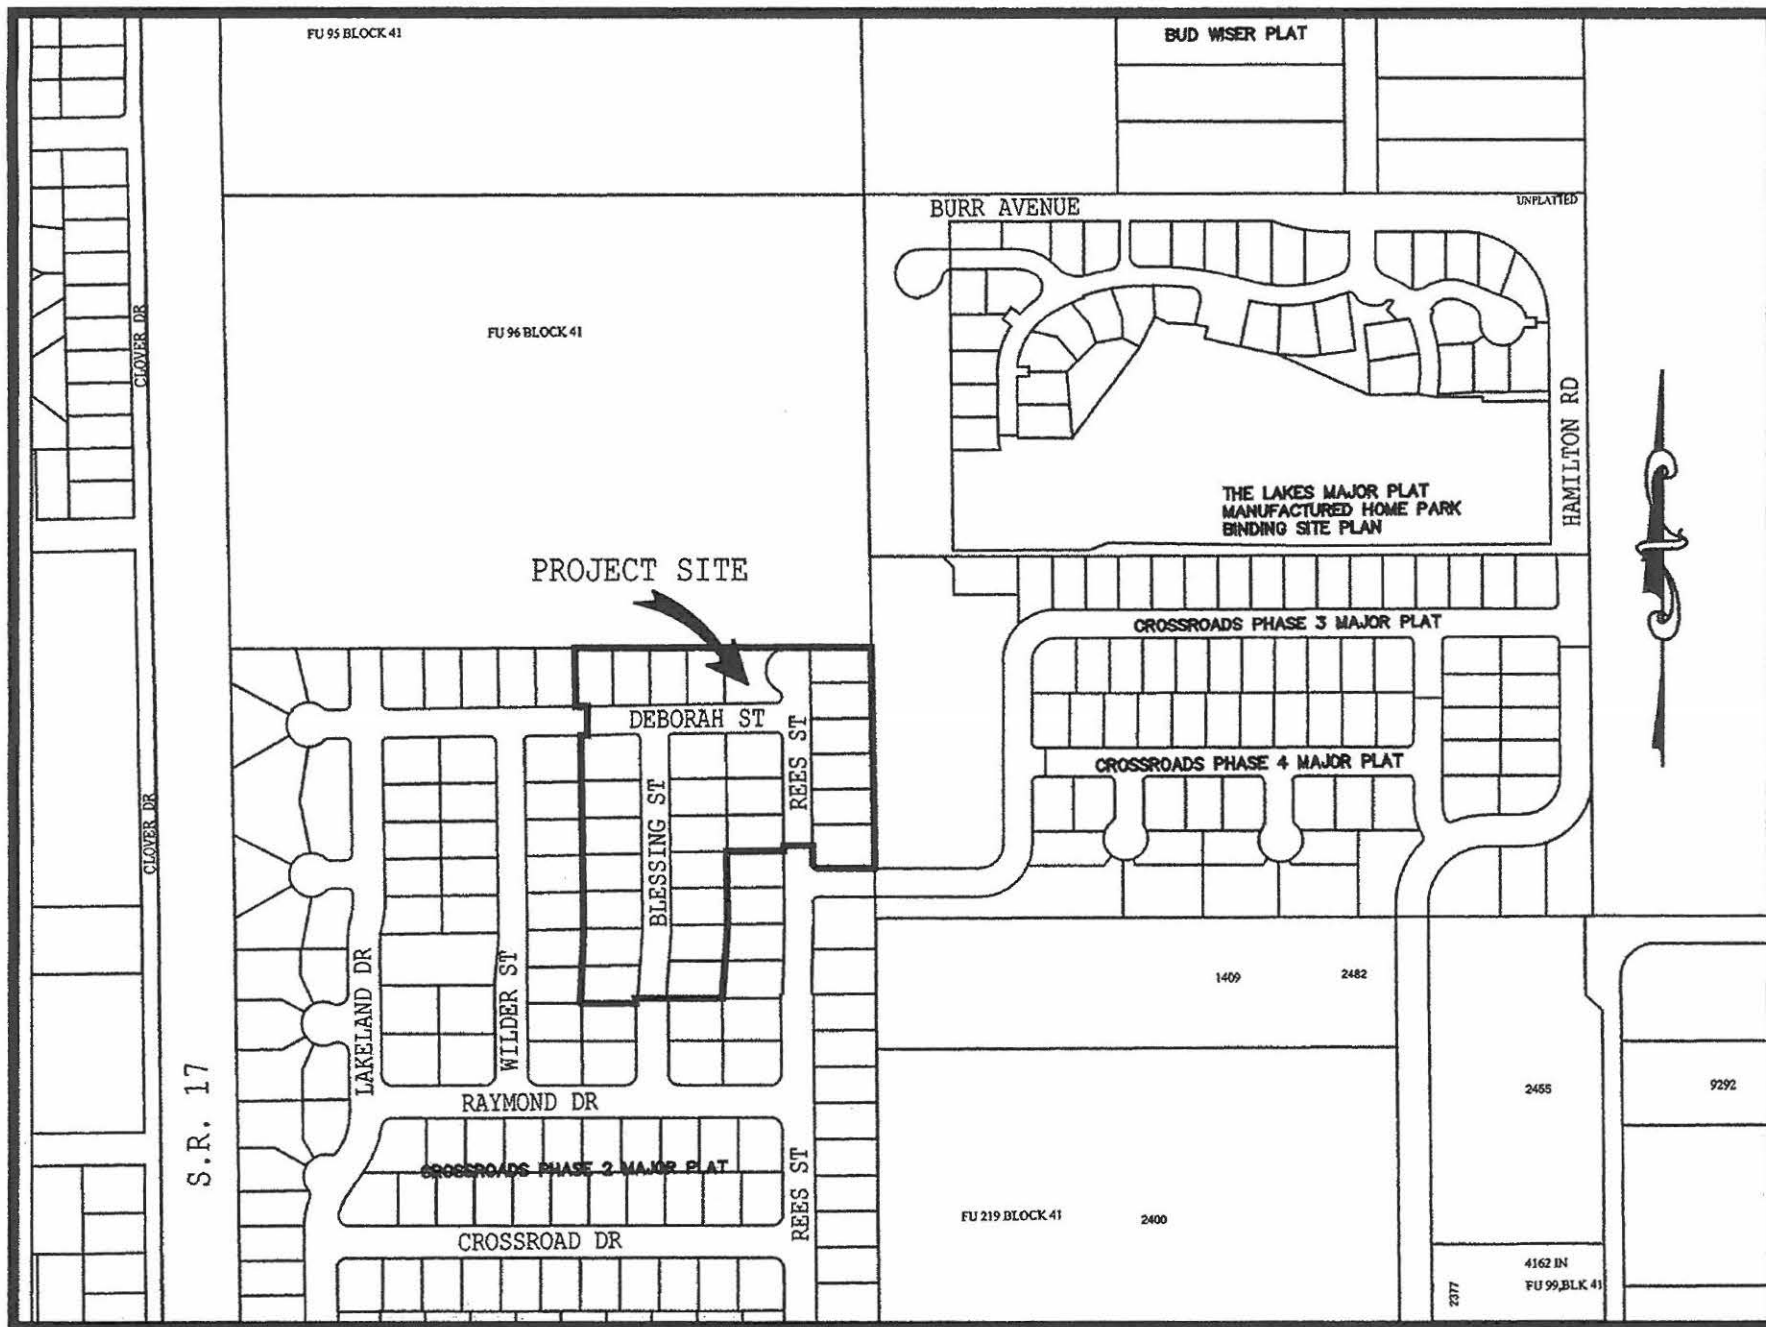 FU 95 BLOCK 41
BUD WISER PLAT
BURR AVENUE
UNPLATTED
CLOVER DR
FU 96 BLOCK 41
HAMILTON RD
THE LAKES MAJOR PLAT
MANUFACTURED HOME PARK
BINDING SITE PLAN
PROJECT SITE
CROSSROADS PHASE 3 MAJOR PLAT
DEBORAH ST
REES ST
CROSSROADS PHASE 4 MAJOR PLAT
CLOVER DR
BLESSING ST
LAKELAND DR
WILDER ST
1409
2482
S.R. 17
RAYMOND DR
2455
9292
CROSSROADS PHASE 2 MAJOR PLAT
REES ST
FU 219 BLOCK 41
2400
CROSSROAD DR
4162 IN
FU 99,BLK 41
2377